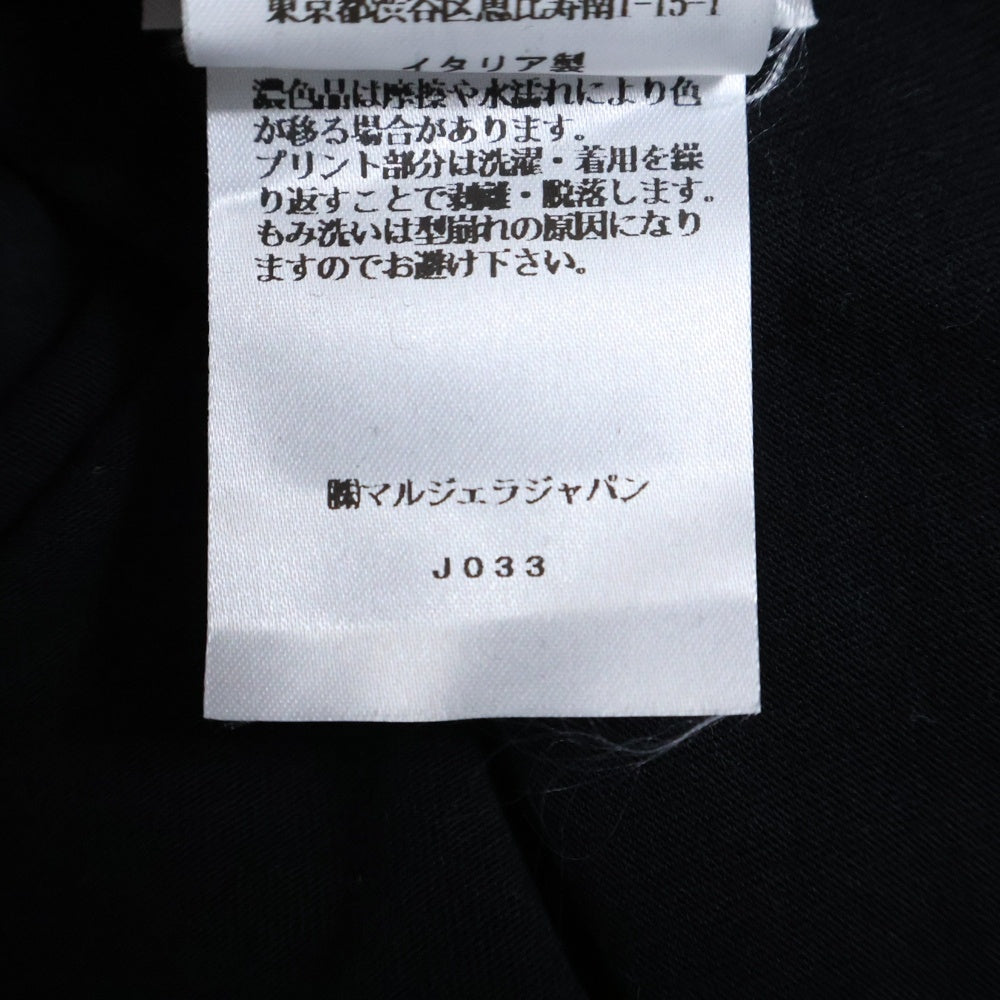 東京都渋谷区恵比寿南1-15-1
イタリア製
濃色品は摩擦や水濡れにより色
が移る場合があります。
プリント部分は洗濯・着用を繰
り返すことで剥離・脱落します。
もみ洗いは型崩れの原因になり
ますのでお避け下さい。
㈱マルジェラジャパン
J033